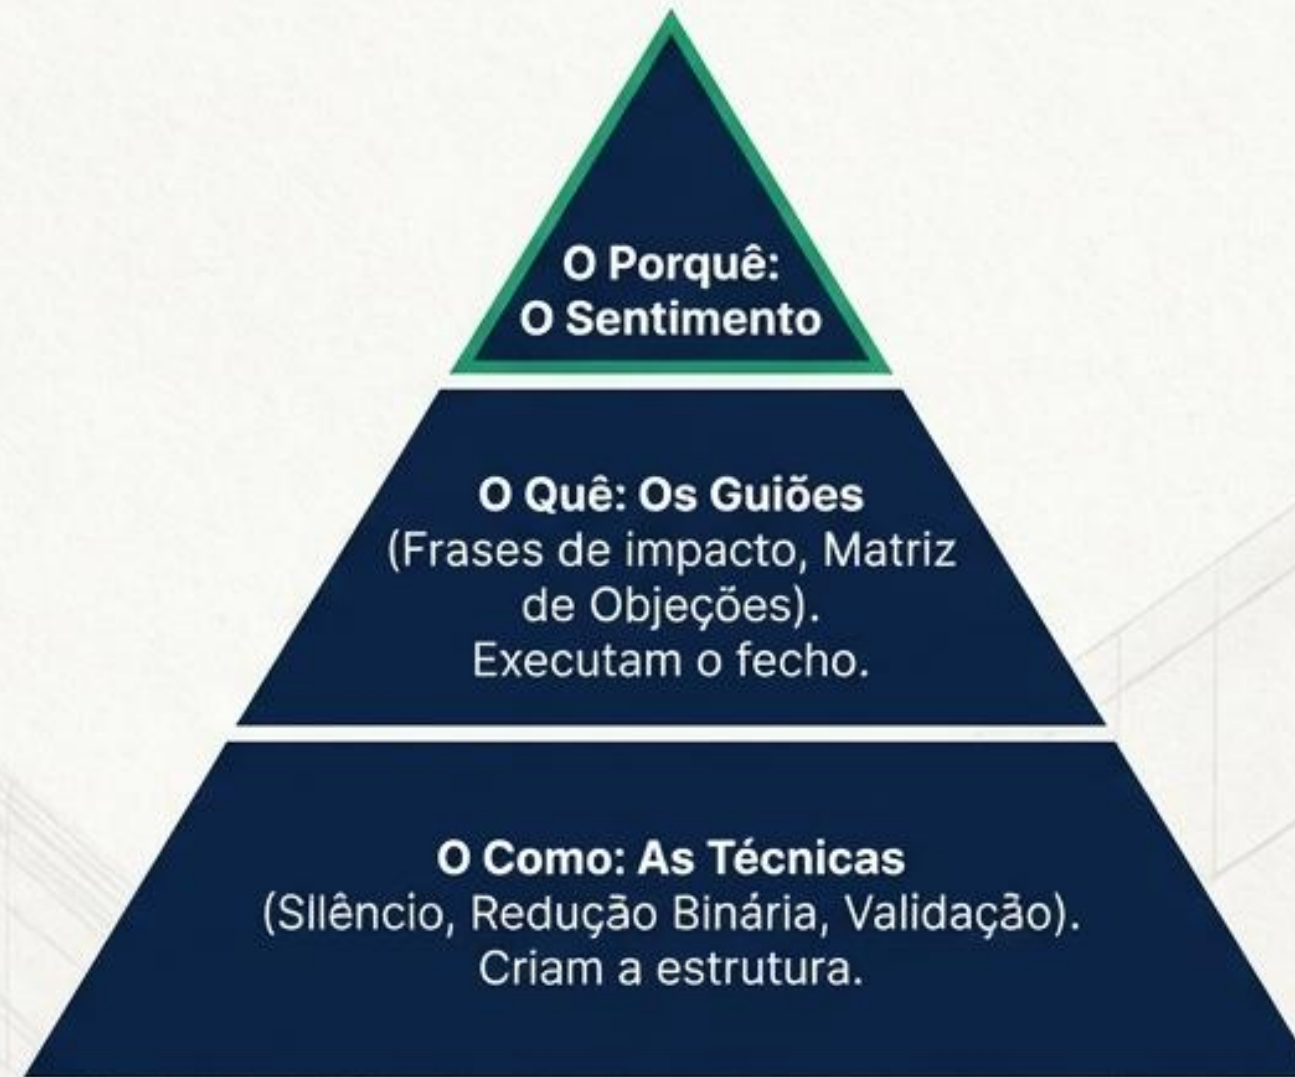 O Porquê:
O Sentimento
O Quê: Os Guiões
(Frases de impacto, Matriz
de Objeções).
Executam o fecho.
O Como: As Técnicas
(Sllêncio, Redução Binária, Validação).
Criam a estrutura.